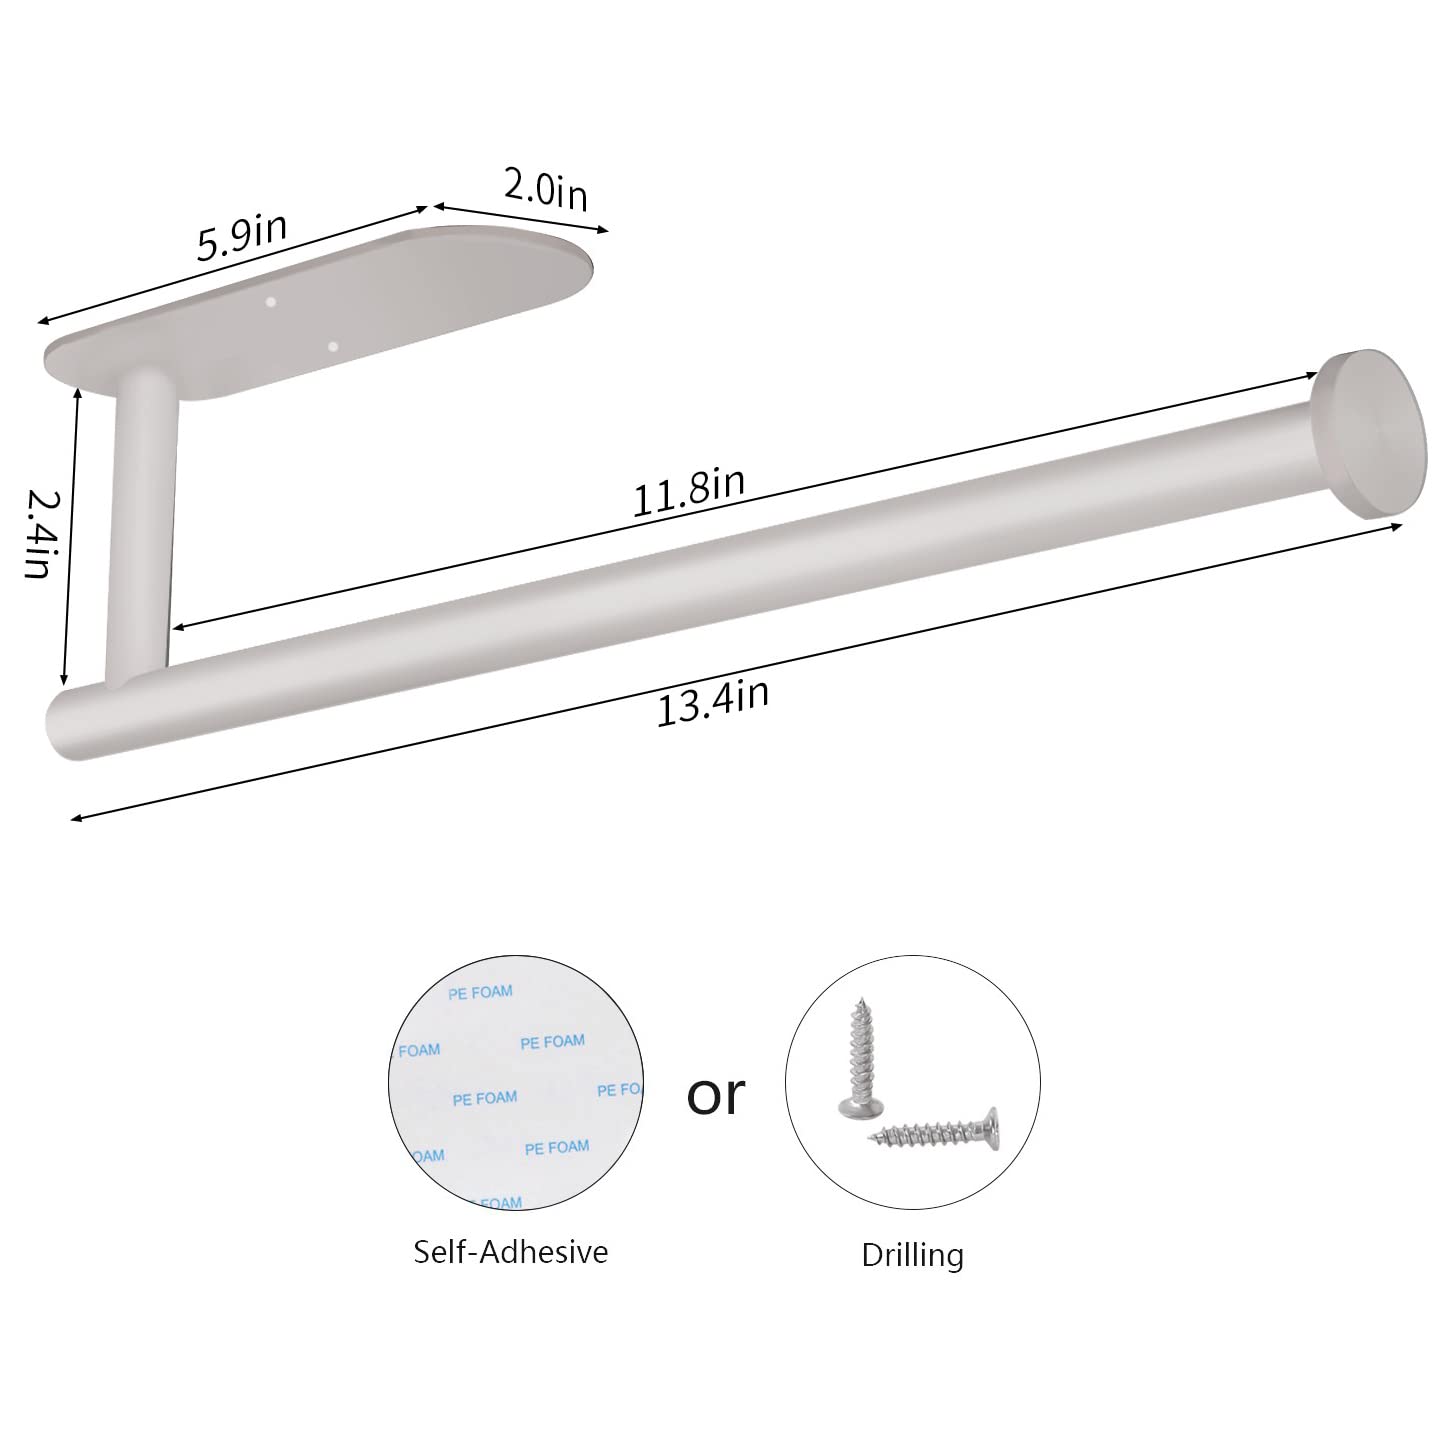 2.0in
5.9in
2.4in
11.8in
13.4in
PE FOAM
FOAM
PE FOAM
PE FOAM
PE FO
OAM
PE FOAM
FOAM
or
Self-Adhesive
Drilling